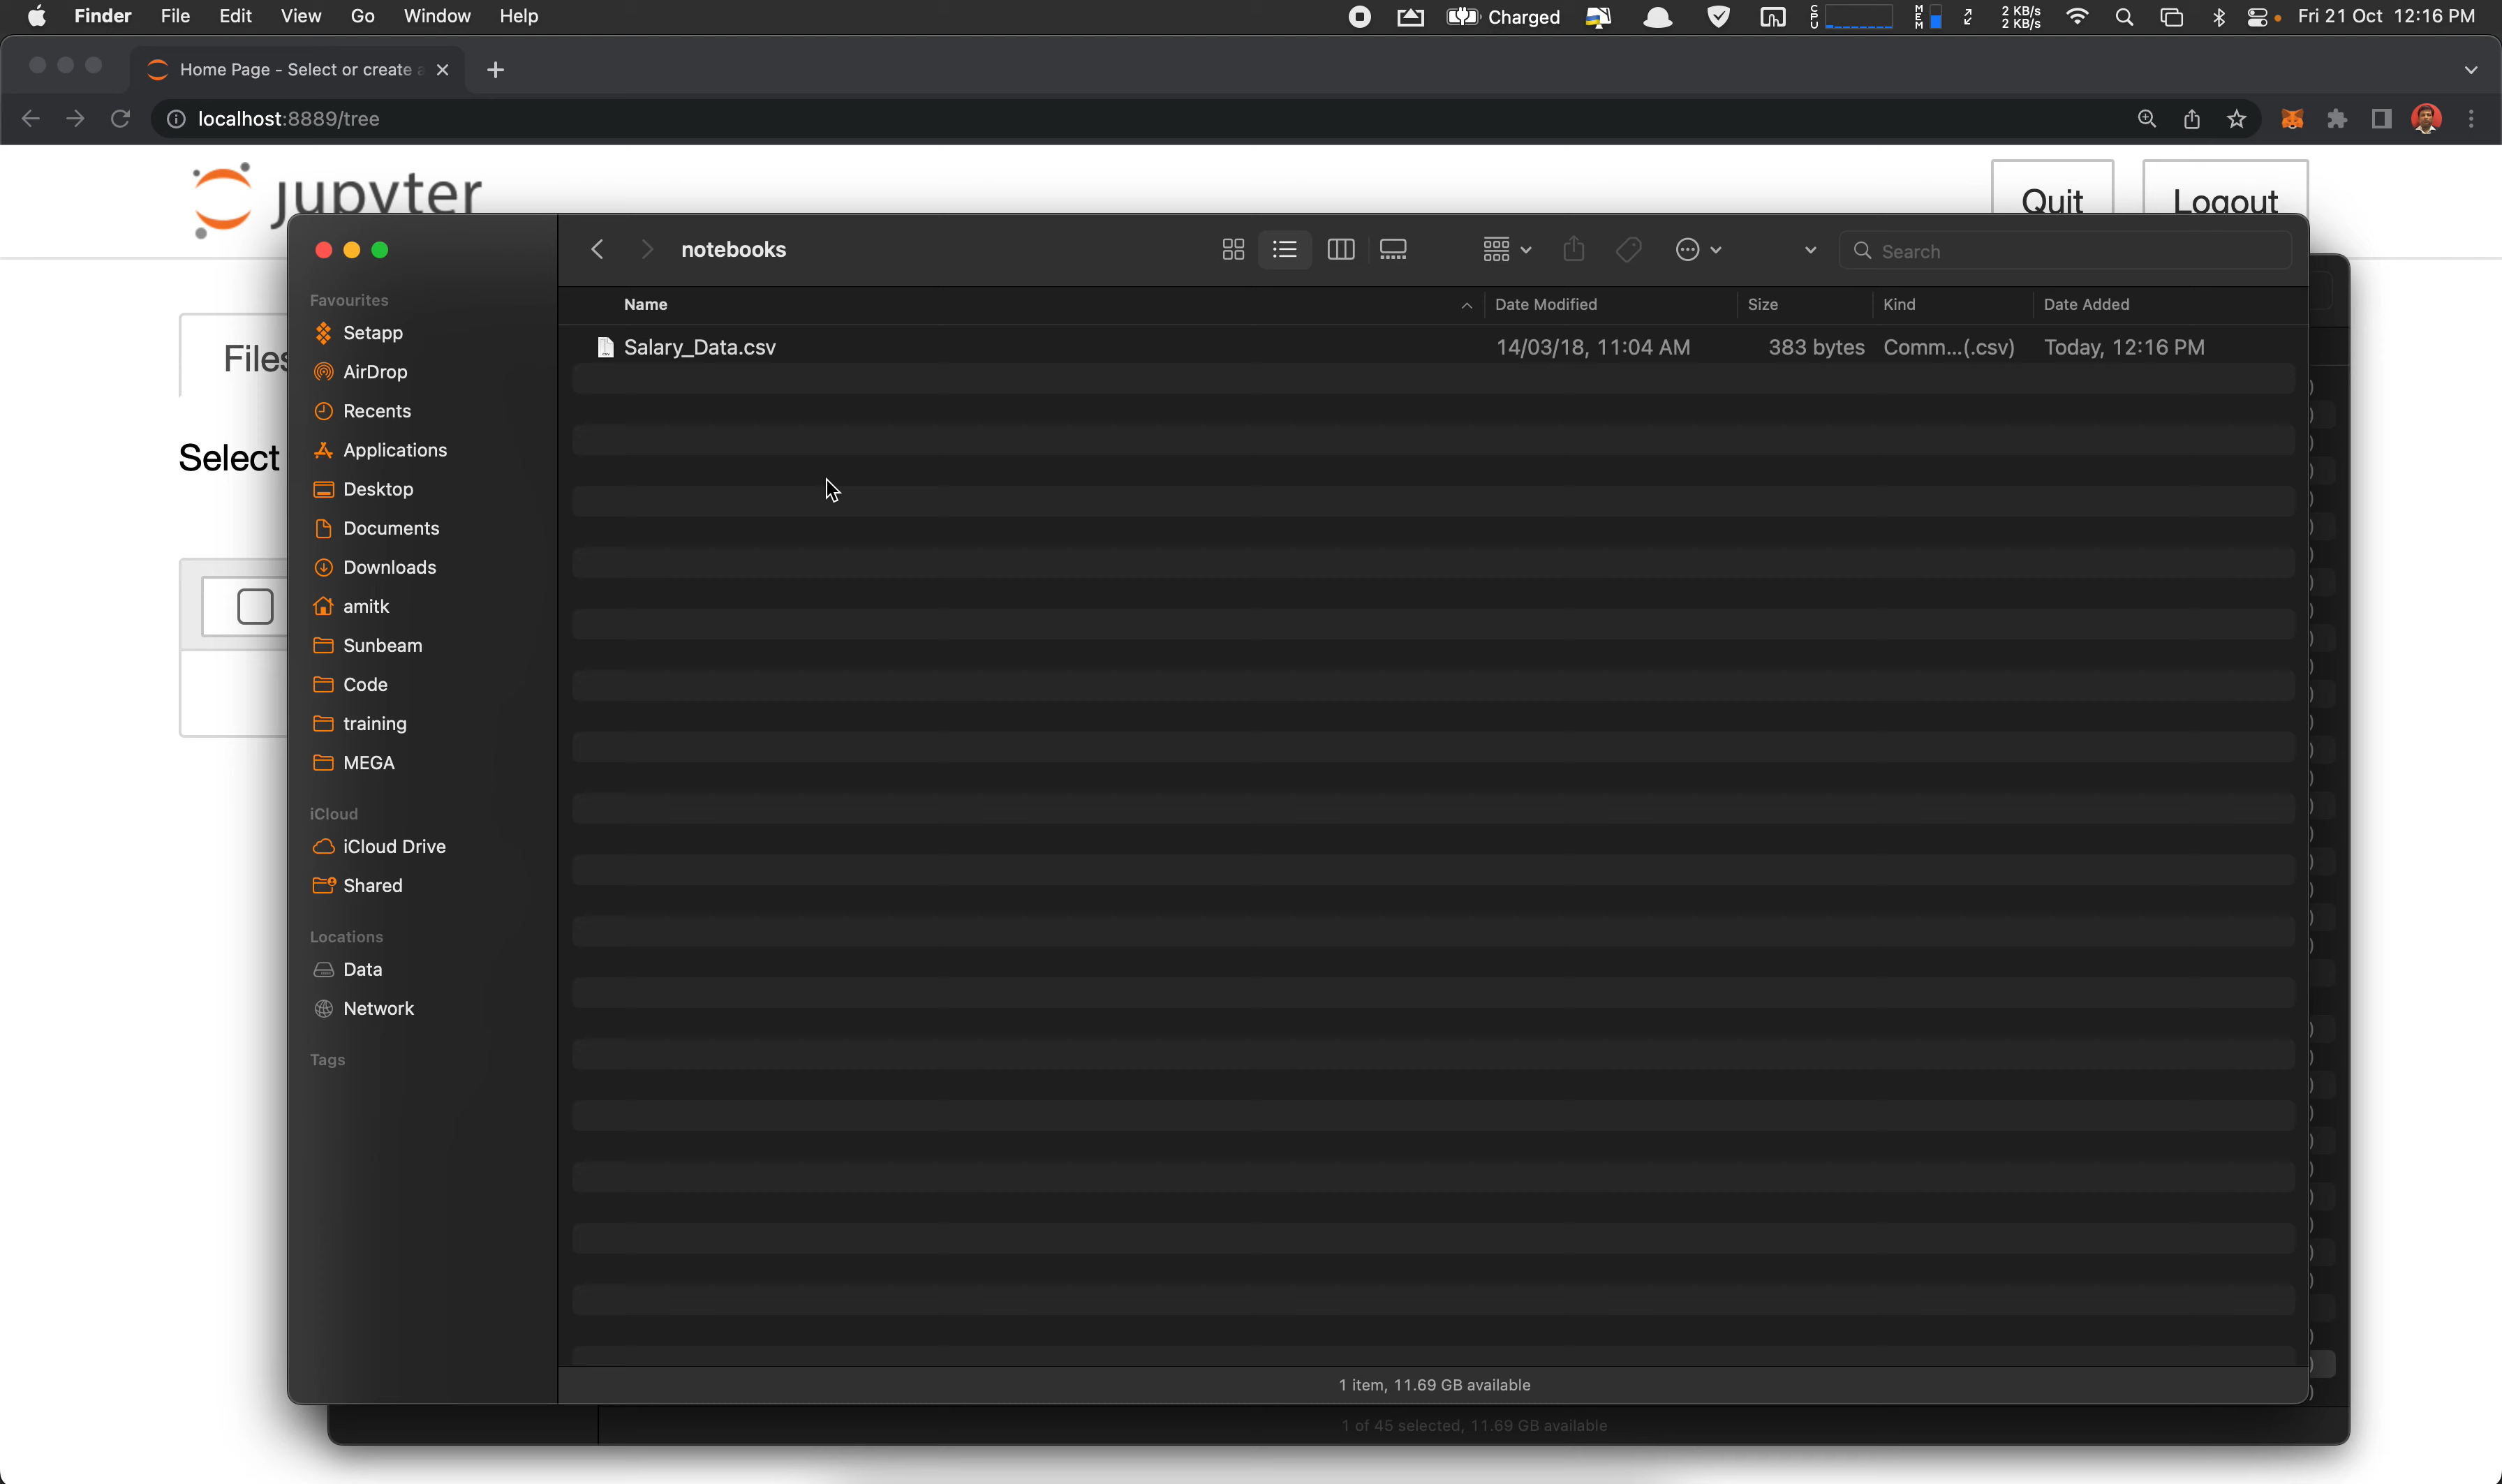 Finder File Edit View Go Window Help Charged CPU MEM 2 KB/s 2 KB/s Fri 21 Oct 12:16 PM
Home Page - Select or create a
localhost:8889/tree
jupyter Quit Logout
notebooks Search
Favourites
Name Date Modified Size Kind Date Added
Setapp
Salary_Data.csv 14/03/18, 11:04 AM 383 bytes Comm...(.csv) Today, 12:16 PM
Files
AirDrop
Recents
Applications
Select
Desktop
Documents
Downloads
amitk
Sunbeam
Code
training
MEGA
iCloud
iCloud Drive
Shared
Locations
Data
Network
Tags
1 item, 11.69 GB available
1 of 45 selected, 11.69 GB available